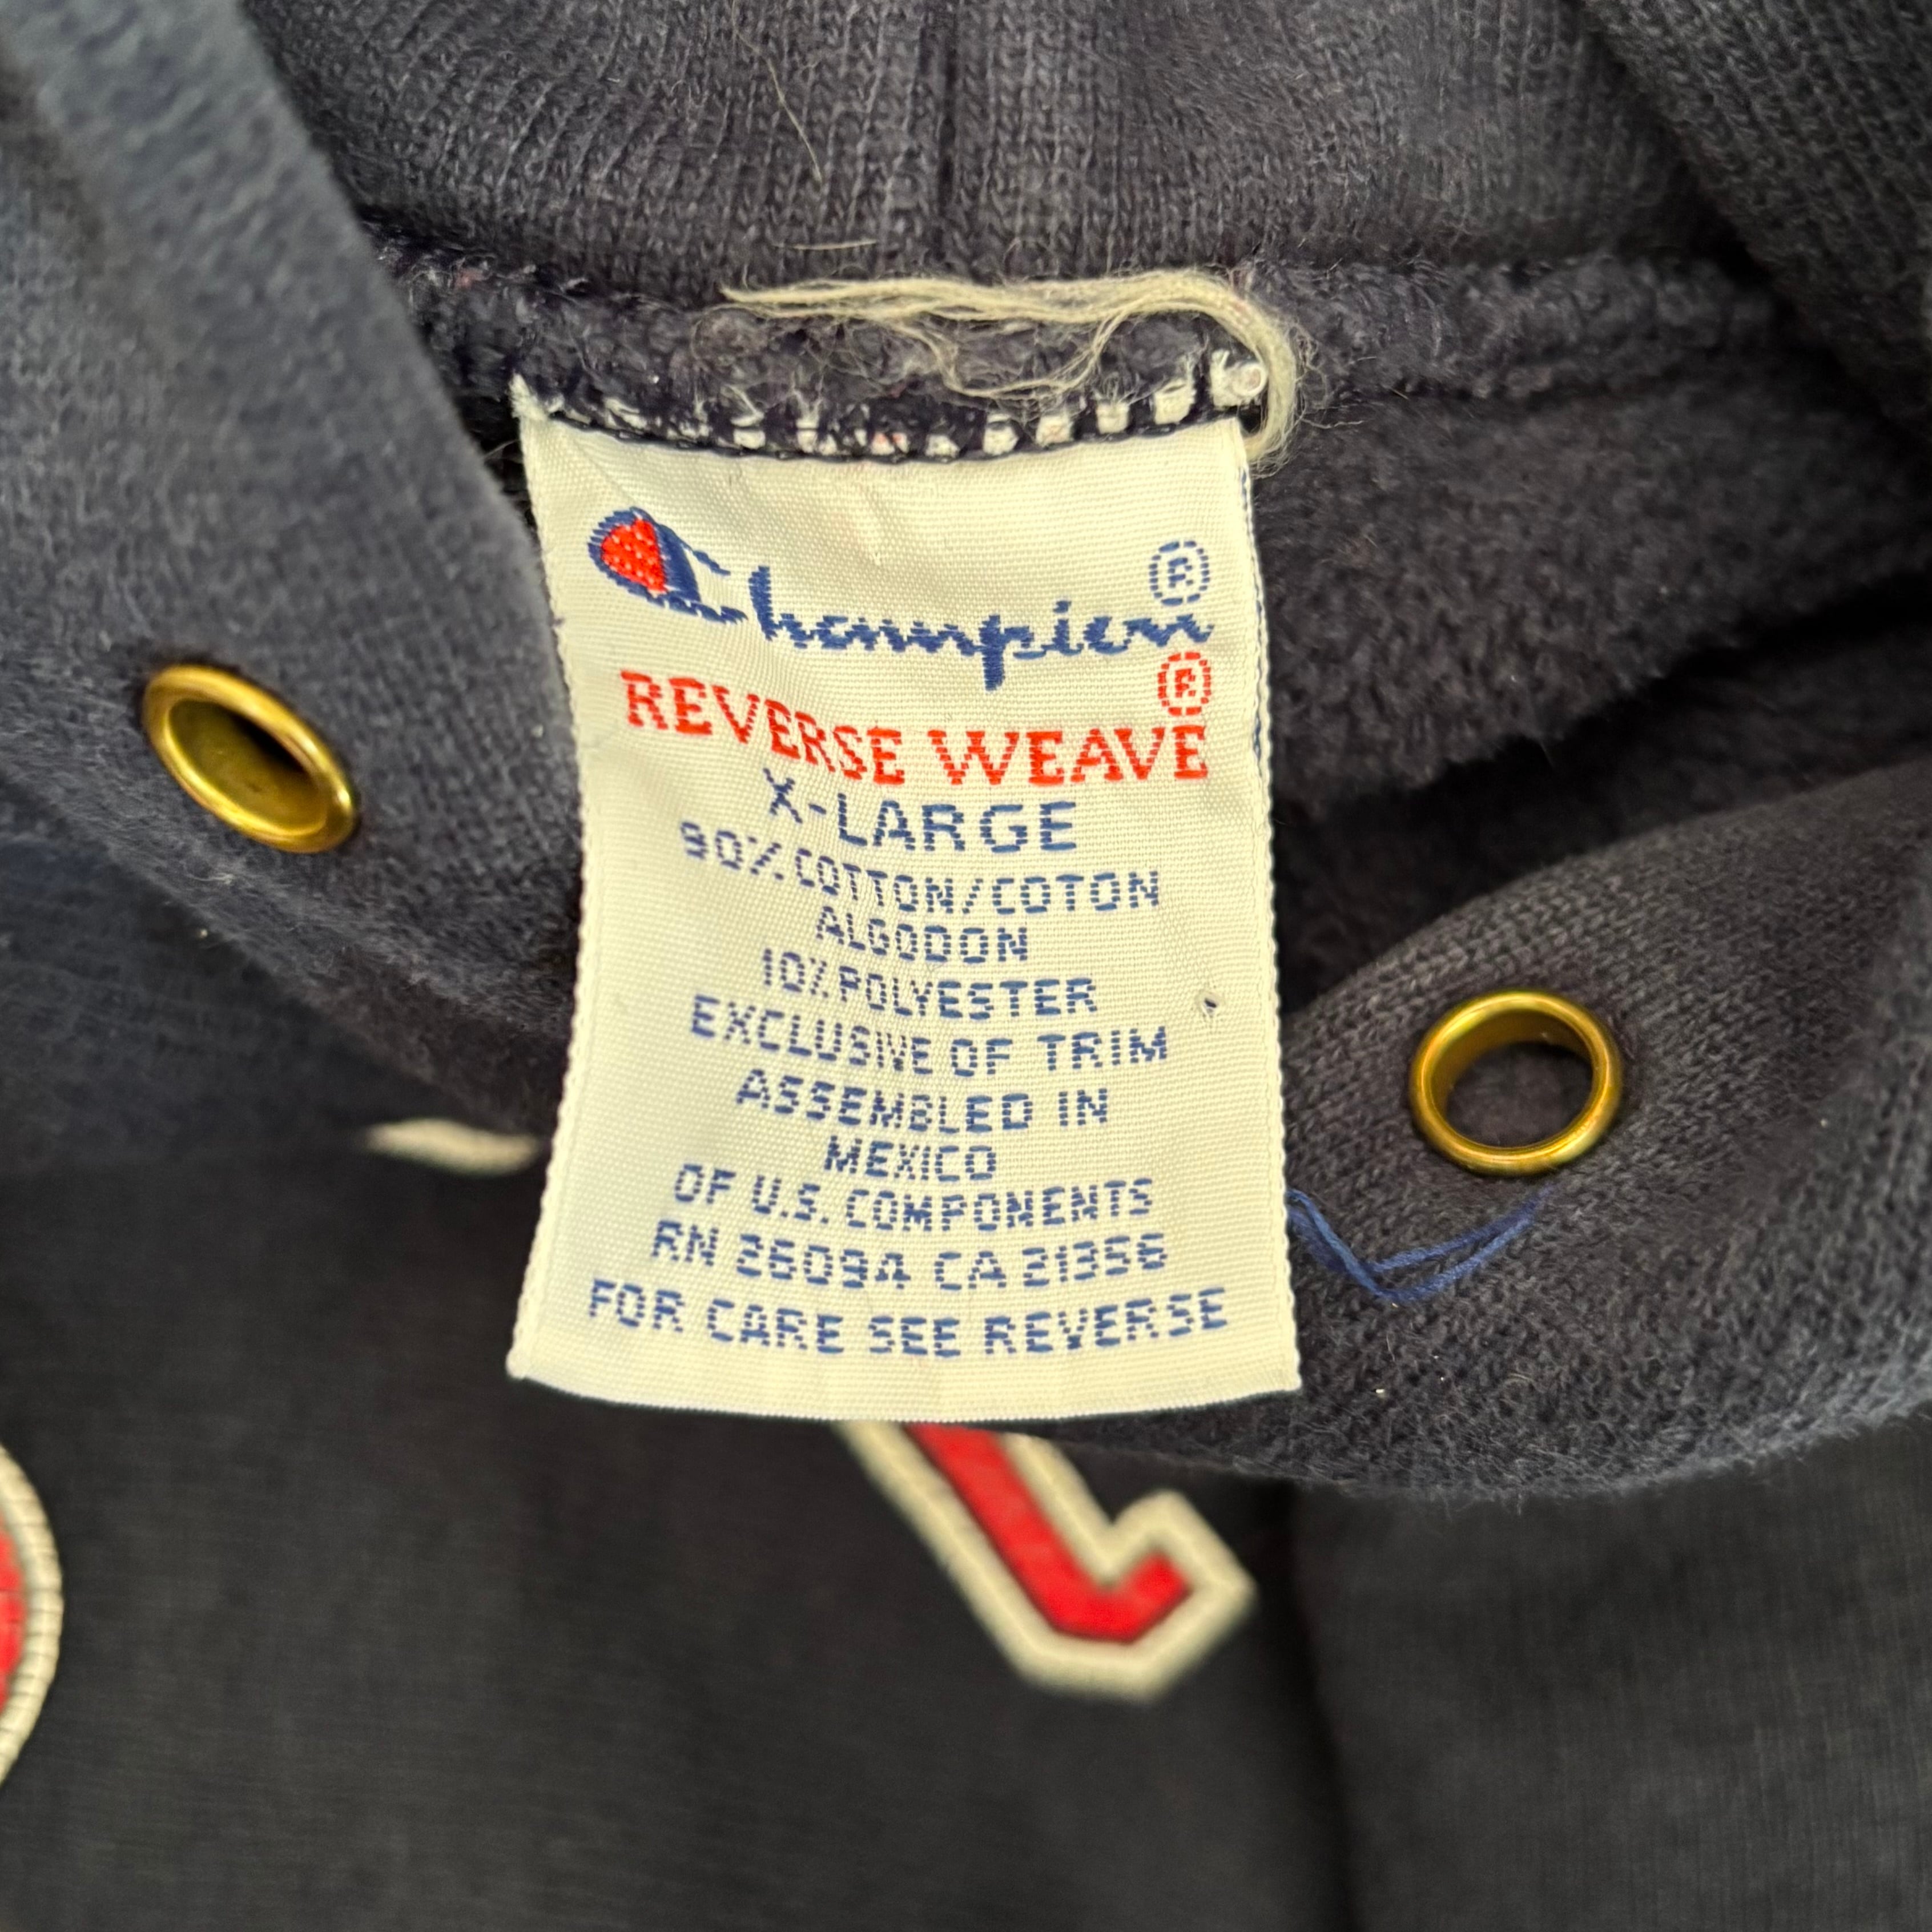 Champion®
REVERSE WEAVE®
X-LARGE
90% COTTON/COTON
ALGODON
10% POLYESTER
EXCLUSIVE OF TRIM
ASSEMBLED IN
MEXICO
OF U.S. COMPONENTS
RN 26094 CA 21356
FOR CARE SEE REVERSE